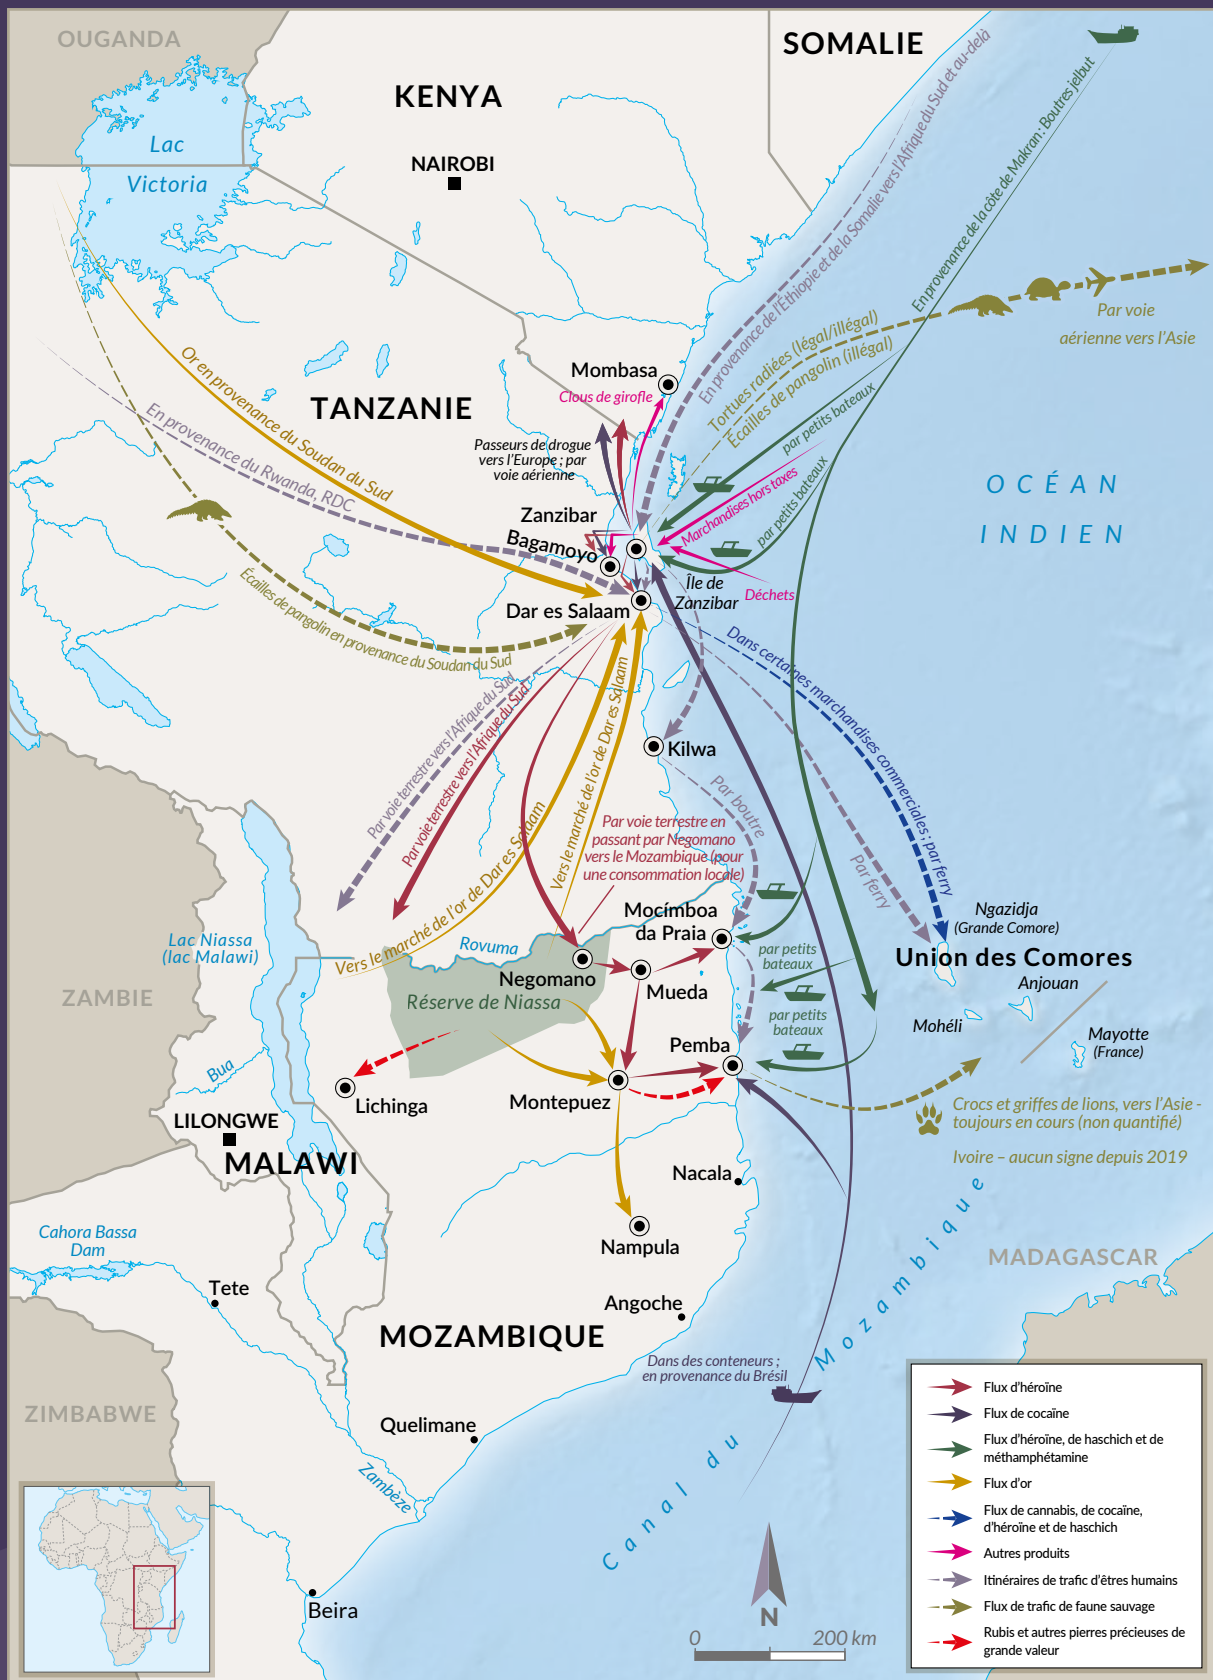 OUGANDA
SOMALIE
KENYA
Lac
Victoria
NAIROBI
En provenance de l'Éthiopie et de la Somalie vers l'Afrique du Sud et au-delà
En provenance de la côte de Makran : Boutres jelbut
Par voie
aérienne vers l'Asie
Tortues radiées (légal/illégal)
Écailles de pangolin (illégal)
Or en provenance du Soudan du Sud
En provenance du Rwanda, RDC
Écailles de pangolin en provenance du Soudan du Sud
TANZANIE
Mombasa
Clous de girofle
Passeurs de drogue
vers l'Europe ; par
voie aérienne
par petits bateaux
Marchandises hors taxes
par petits bateaux
OCÉAN
INDIEN
Zanzibar
Bagamoyo
Île de
Zanzibar
Déchets
Dar es Salaam
Dans certaines marchandises commerciales ; par ferry
Par voie terrestre vers l'Afrique du Sud
Par voie terrestre vers l'Afrique du Sud
Vers le marché de l'or de Dar es Salaam
Vers le marché de l'or de Dar es Salaam
Kilwa
Par boutre
Par ferry
Par voie terrestre en
passant par Negomano
vers le Mozambique (pour
une consommation locale)
Mocímboa
da Praia
Lac Niassa
(lac Malawi)
Rovuma
Negomano
Mueda
par petits
bateaux
Ngazidja
(Grande Comore)
Union des Comores
Anjouan
Mohéli
Mayotte
(France)
ZAMBIE
Réserve de Niassa
par petits
bateaux
Pemba
Bua
Lichinga
Montepuez
Crocs et griffes de lions, vers l'Asie -
toujours en cours (non quantifié)
Ivoire – aucun signe depuis 2019
LILONGWE
MALAWI
Nacala
Cahora Bassa
Dam
Nampula
MADAGASCAR
Tete
Angoche
MOZAMBIQUE
Dans des conteneurs ;
en provenance du Brésil
Canal du Mozambique
ZIMBABWE
Quelimane
Zambèze
Beira
N
0
200 km
Flux d'héroïne
Flux de cocaïne
Flux d'héroïne, de haschich et de
méthamphétamine
Flux d'or
Flux de cannabis, de cocaïne,
d'héroïne et de haschich
Autres produits
Itinéraires de trafic d'êtres humains
Flux de trafic de faune sauvage
Rubis et autres pierres précieuses de
grande valeur